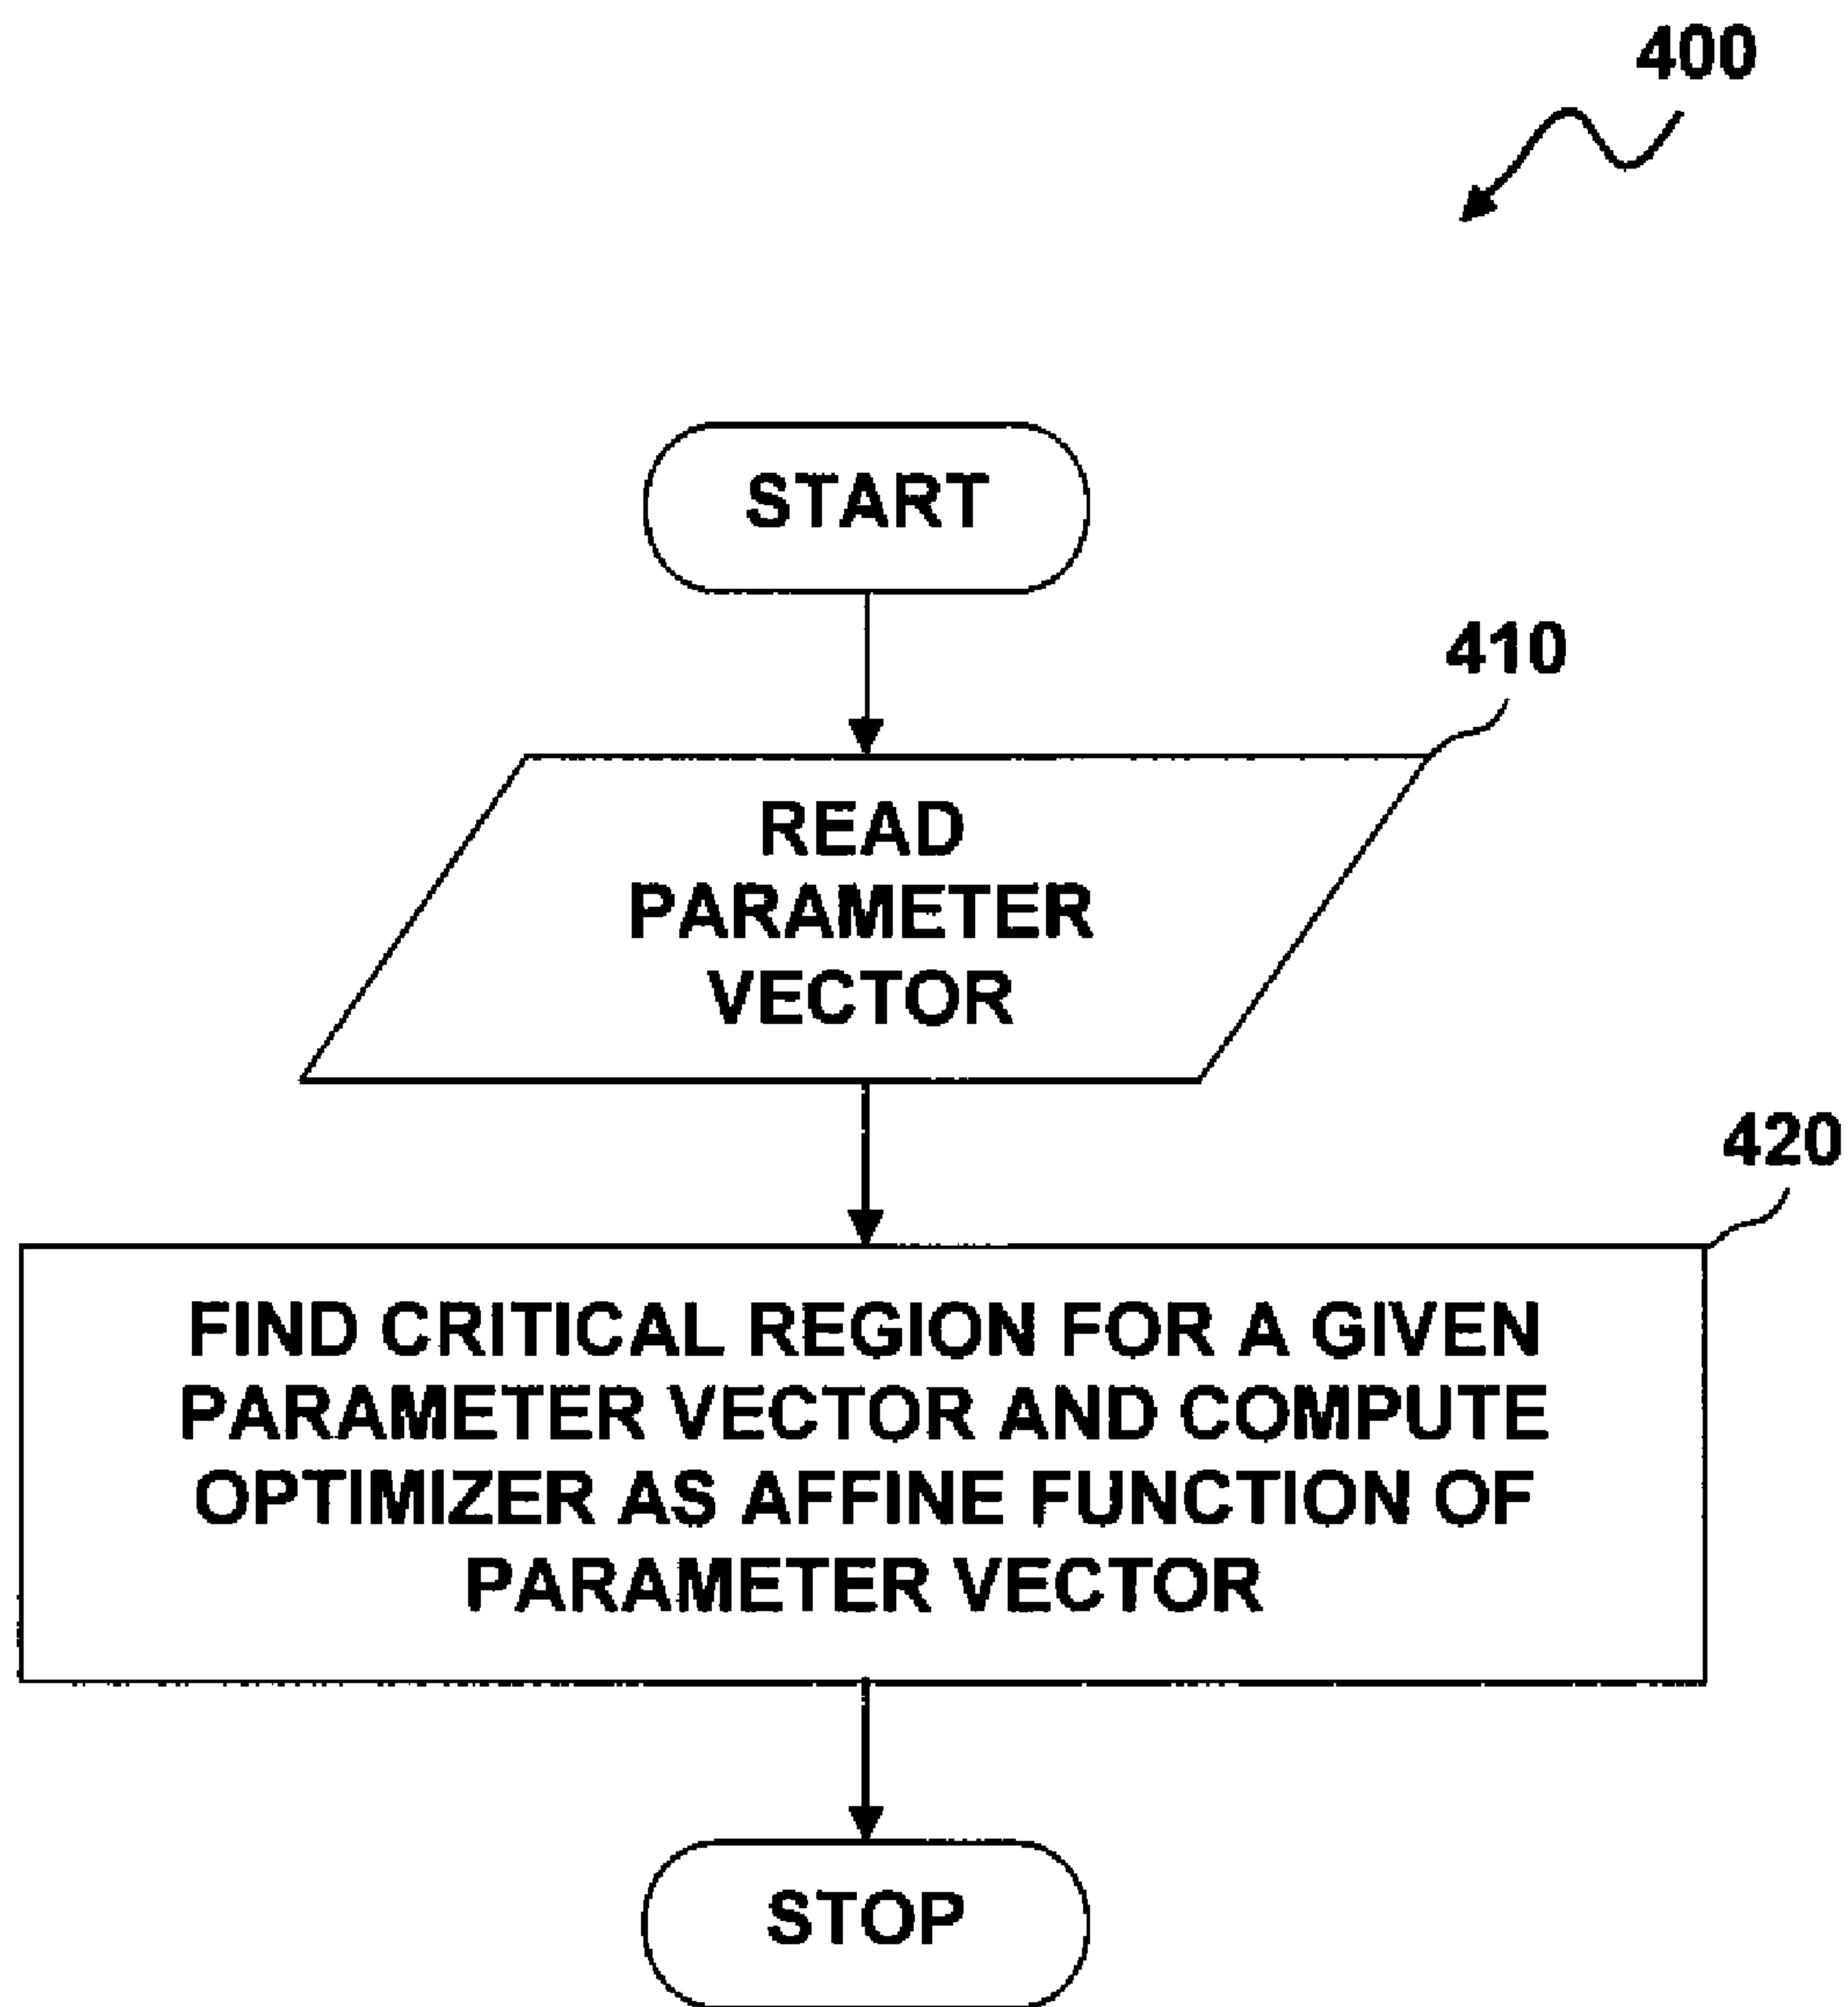 400
START
410
READ
PARAMETER
VECTOR
420
FIND CRITICAL REGION FOR A GIVEN
PARAMETER VECTOR AND COMPUTE
OPTIMIZER AS AFFINE FUNCTION OF
PARAMETER VECTOR
STOP